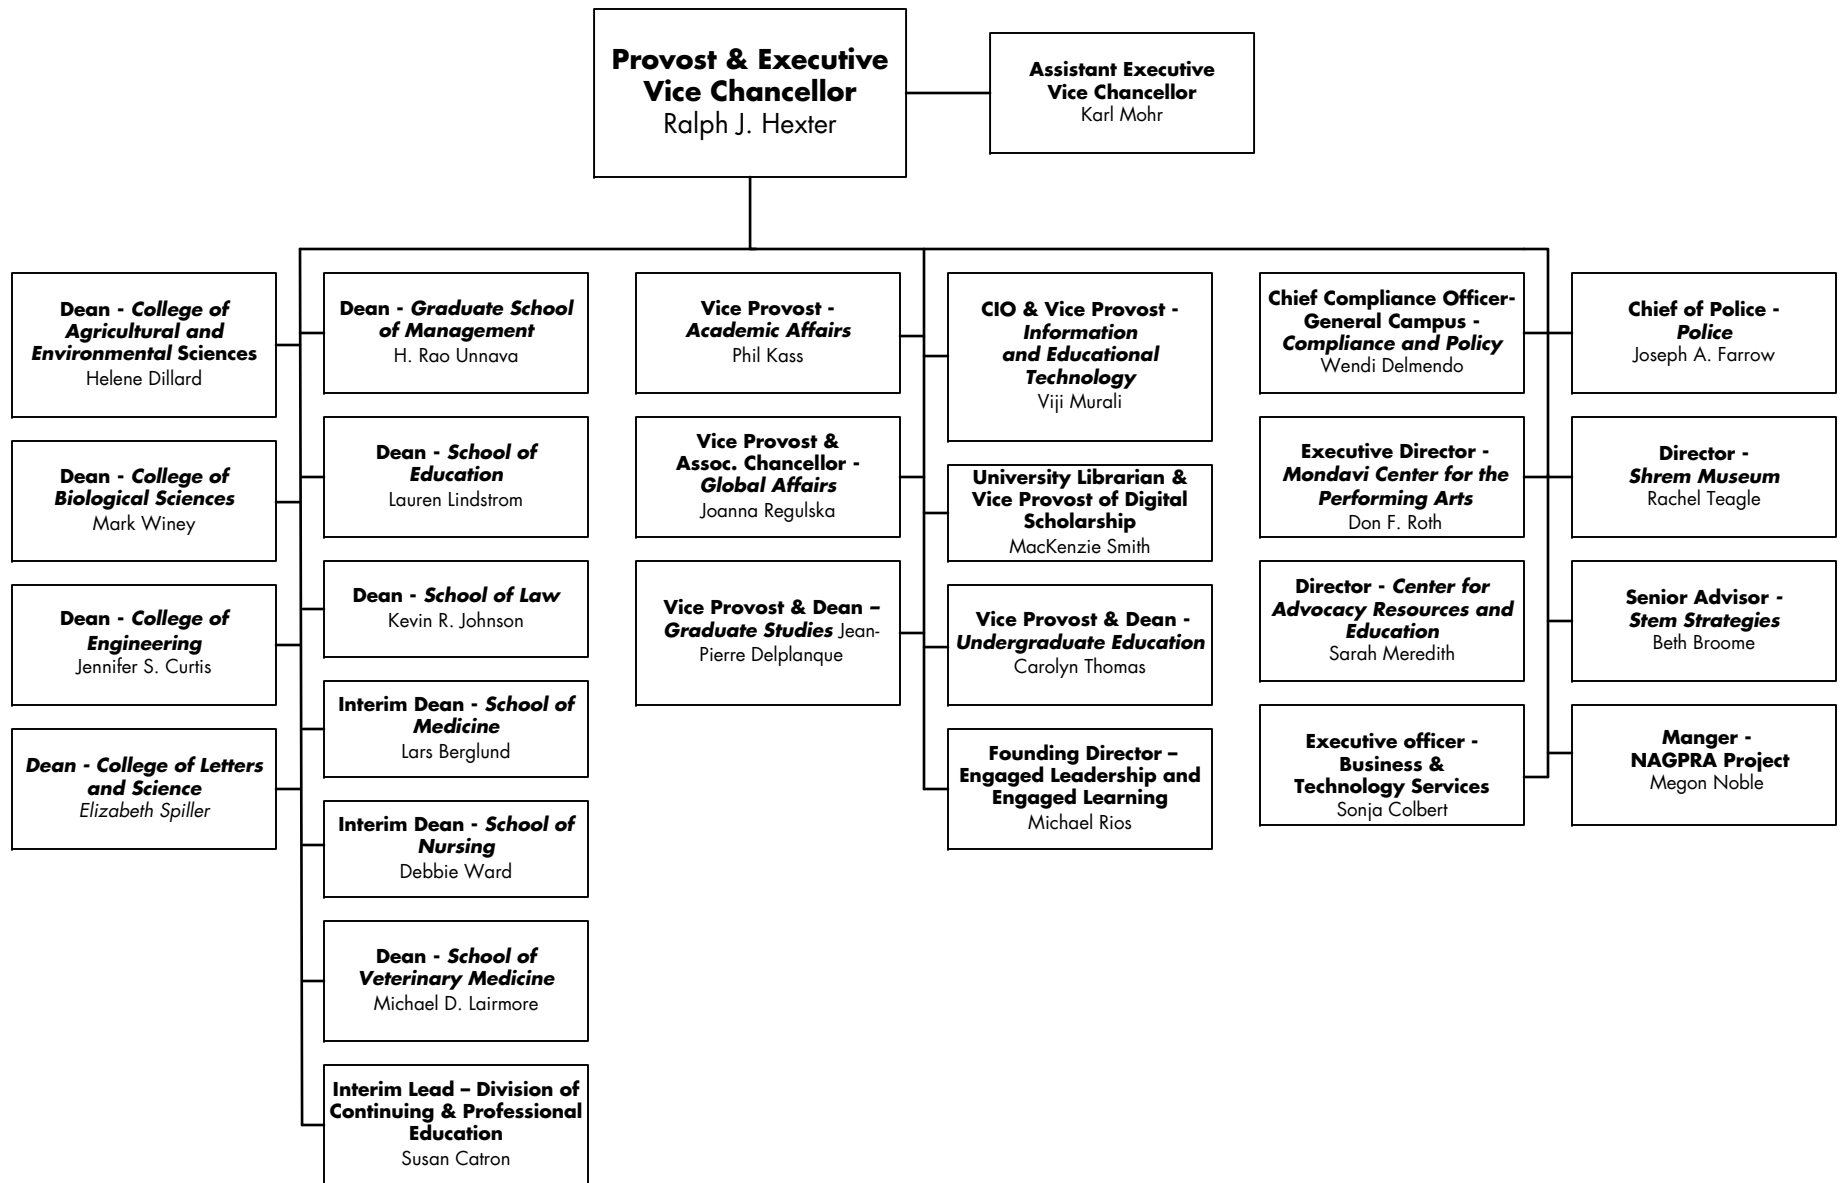 Provost & Executive
Vice Chancellor
Ralph J. Hexter
Assistant Executive
Vice Chancellor
Karl Mohr
Dean - College of
Agricultural and
Environmental Sciences
Helene Dillard
Dean - College of
Biological Sciences
Mark Winey
Dean - College of
Engineering
Jennifer S. Curtis
Dean - College of Letters
and Science
Elizabeth Spiller
Dean - Graduate School
of Management
H. Rao Unnava
Dean - School of
Education
Lauren Lindstrom
Dean - School of Law
Kevin R. Johnson
Interim Dean - School of
Medicine
Lars Berglund
Interim Dean - School of
Nursing
Debbie Ward
Dean - School of
Veterinary Medicine
Michael D. Lairmore
Interim Lead – Division of
Continuing & Professional
Education
Susan Catron
Vice Provost -
Academic Affairs
Phil Kass
Vice Provost &
Assoc. Chancellor -
Global Affairs
Joanna Regulska
Vice Provost & Dean –
Graduate Studies Jean-
Pierre Delplanque
CIO & Vice Provost -
Information
and Educational
Technology
Viji Murali
University Librarian &
Vice Provost of Digital
Scholarship
MacKenzie Smith
Vice Provost & Dean -
Undergraduate Education
Carolyn Thomas
Founding Director –
Engaged Leadership and
Engaged Learning
Michael Rios
Chief Compliance Officer-
General Campus -
Compliance and Policy
Wendi Delmendo
Executive Director -
Mondavi Center for the
Performing Arts
Don F. Roth
Director - Center for
Advocacy Resources and
Education
Sarah Meredith
Executive officer -
Business &
Technology Services
Sonja Colbert
Chief of Police -
Police
Joseph A. Farrow
Director -
Shrem Museum
Rachel Teagle
Senior Advisor -
Stem Strategies
Beth Broome
Manger -
NAGPRA Project
Megon Noble